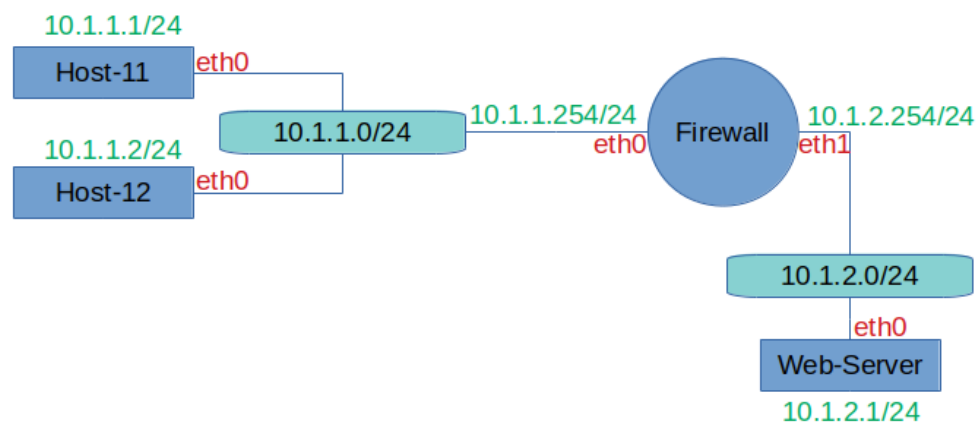 10.1.1.1/24
Host-11
eth0
10.1.1.0/24
10.1.1.254/24
eth0
Firewall
10.1.2.254/24
eth1
10.1.1.2/24
Host-12
eth0
10.1.2.0/24
eth0
Web-Server
10.1.2.1/24